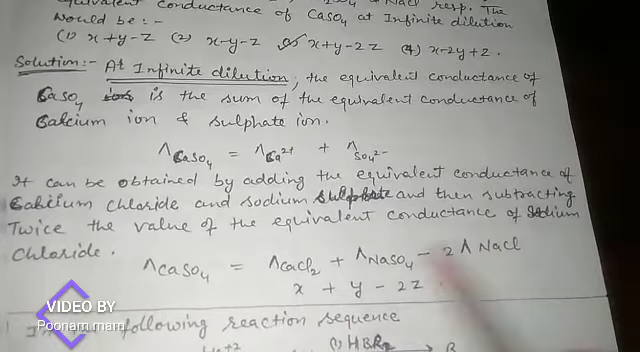 equivalent conductance of CaSO4 at Infinite dilution
would be :-
(1) x+y-z (2) x-y-z x+y-2z (4) x-2y+z.
Solution:- At Infinite dilution, the equivalent conductance of
CaSO4 is the sum of the equivalent conductance of
Calcium ion & sulphate ion.
ΛCaSO4 = ΛCa2+ + ΛSO42-
It can be obtained by adding the equivalent conductance of
Calcium chloride and sodium sulphate and then subtracting
Twice the value of the equivalent conductance of Sodium
Chloride.
ΛCaSO4 = ΛCaCl2 + ΛNaSO4 - 2ΛNaCl
x + y - 2z
VIDEO BY
Poonam mam
following reaction sequence